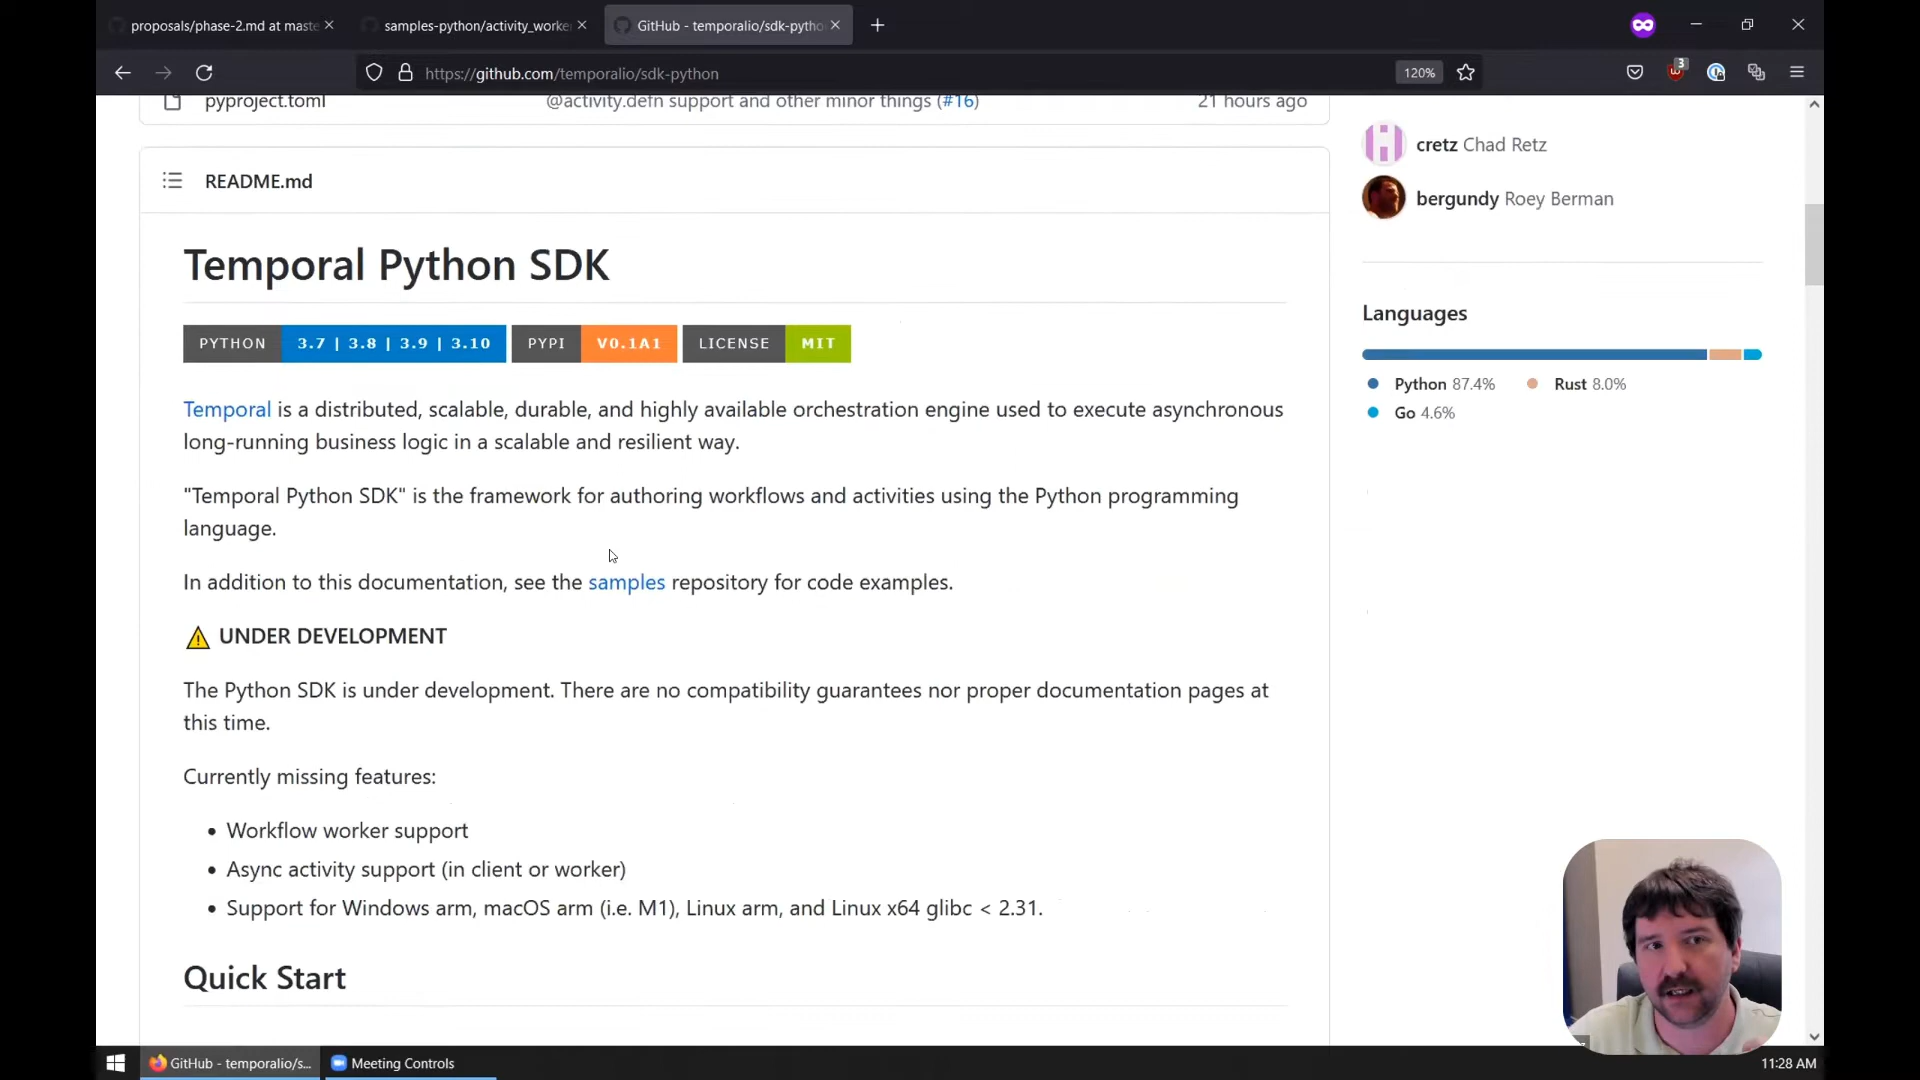 proposals/phase-2.md at maste
samples-python/activity_worke
GitHub - temporalio/sdk-pytho
https://github.com/temporalio/sdk-python
120%
3
pyproject.toml
@activity.defn support and other minor things (#16)
21 hours ago
README.md
Temporal Python SDK
PYTHON 3.7 | 3.8 | 3.9 | 3.10 PYPI V0.1A1 LICENSE MIT
Temporal is a distributed, scalable, durable, and highly available orchestration engine used to execute asynchronous
long-running business logic in a scalable and resilient way.
"Temporal Python SDK" is the framework for authoring workflows and activities using the Python programming
language.
In addition to this documentation, see the samples repository for code examples.
UNDER DEVELOPMENT
The Python SDK is under development. There are no compatibility guarantees nor proper documentation pages at
this time.
Currently missing features:
• Workflow worker support
• Async activity support (in client or worker)
• Support for Windows arm, macOS arm (i.e. M1), Linux arm, and Linux x64 glibc < 2.31.
Quick Start
cretz Chad Retz
bergundy Roey Berman
Languages
Python 87.4%
Rust 8.0%
Go 4.6%
GitHub - temporalio/s...
Meeting Controls
11:28 AM